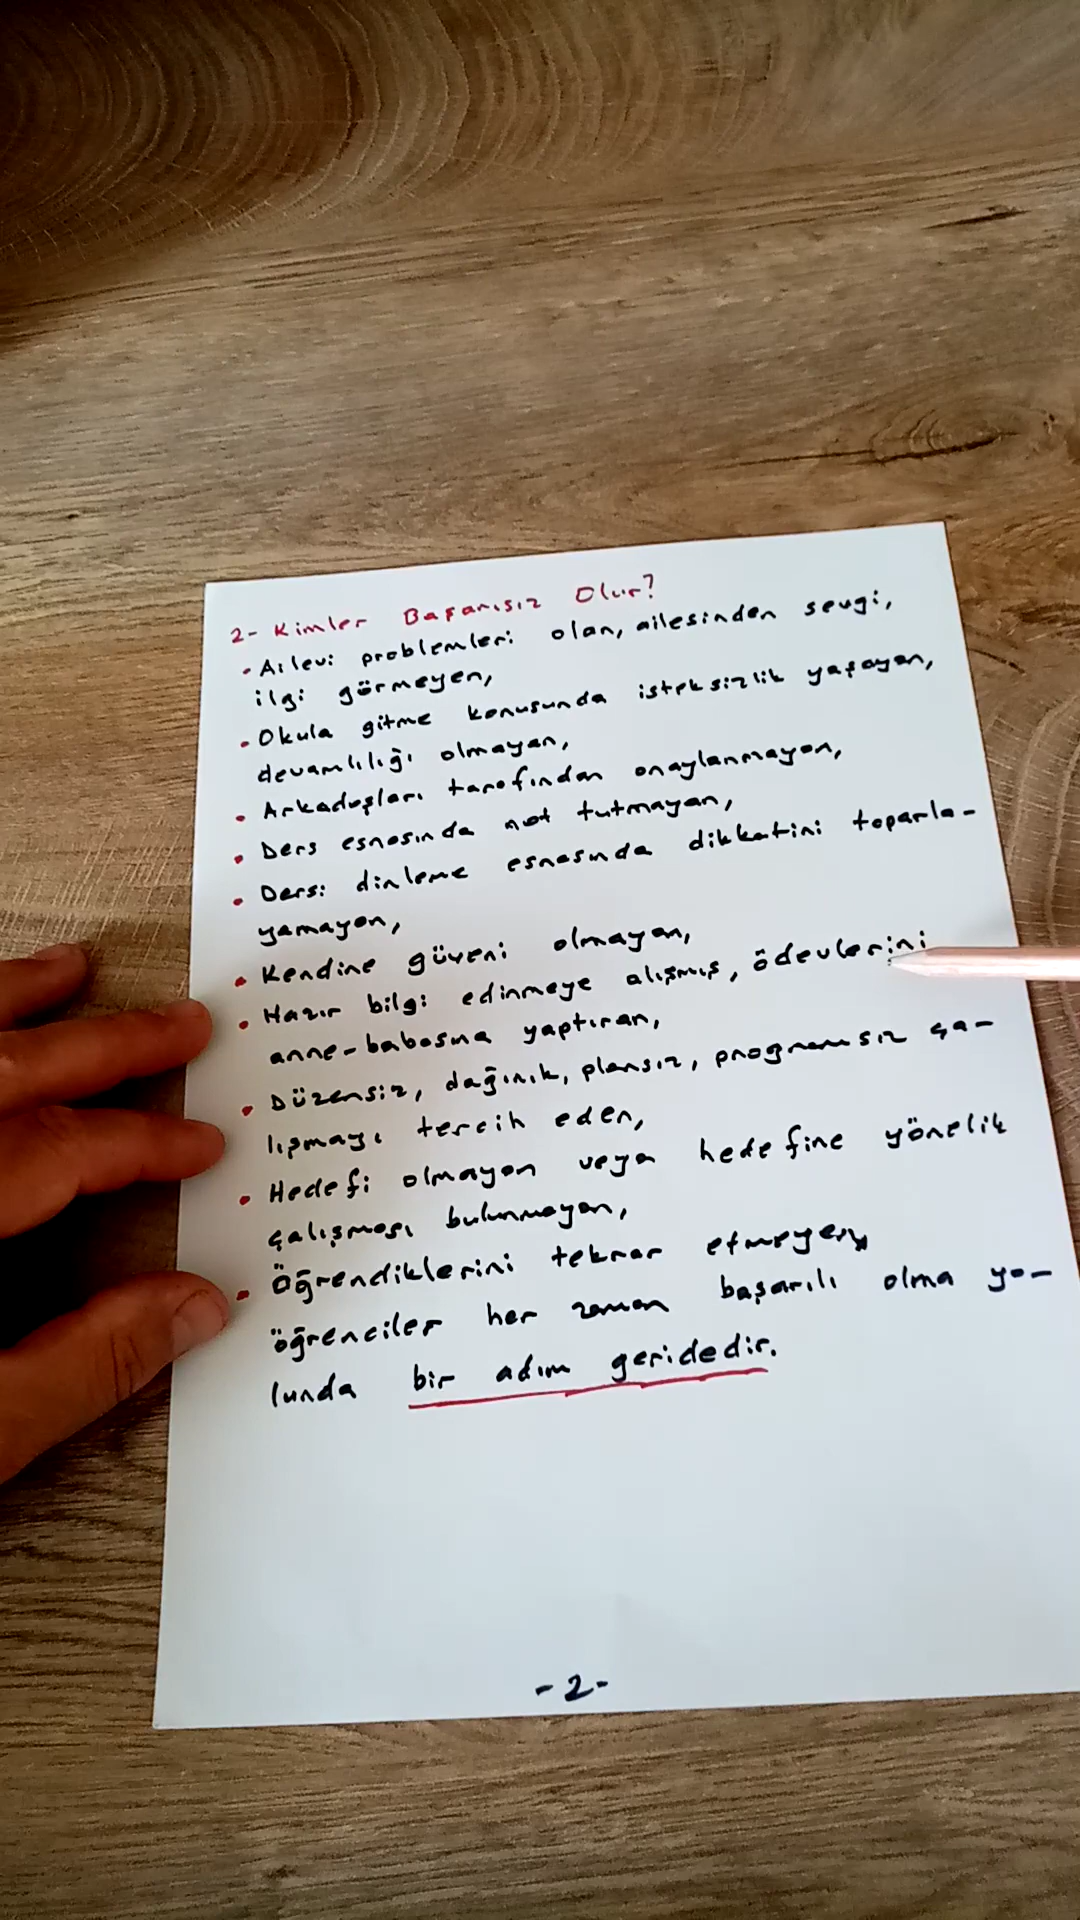 2- Kimler Başarısız Olur?
• Ailevi problemleri olan, ailesinden sevgi,
ilgi görmeyen,
• Okula gitme konusunda isteksizlik yaşayan,
devamlılığı olmayan,
• Arkadaşları tarafından onaylanmayan,
• Ders esnasında not tutmayan,
• Dersi dinleme esnasında dikkatini toparla-
yamayan,
• Kendine güveni olmayan,
• Hazır bilgi edinmeye alışmış, ödevlerini
anne-babasına yaptıran,
• Düzensiz, dağınık, plansız, programsız ça-
lışmayı tercih eden,
• Hedefi olmayan veya hedefine yönelik
çalışması bulunmayan,
• Öğrendiklerini tekrar etmeyen
öğrenciler her zaman başarılı olma yo-
lunda bir adım geridedir.
-2-